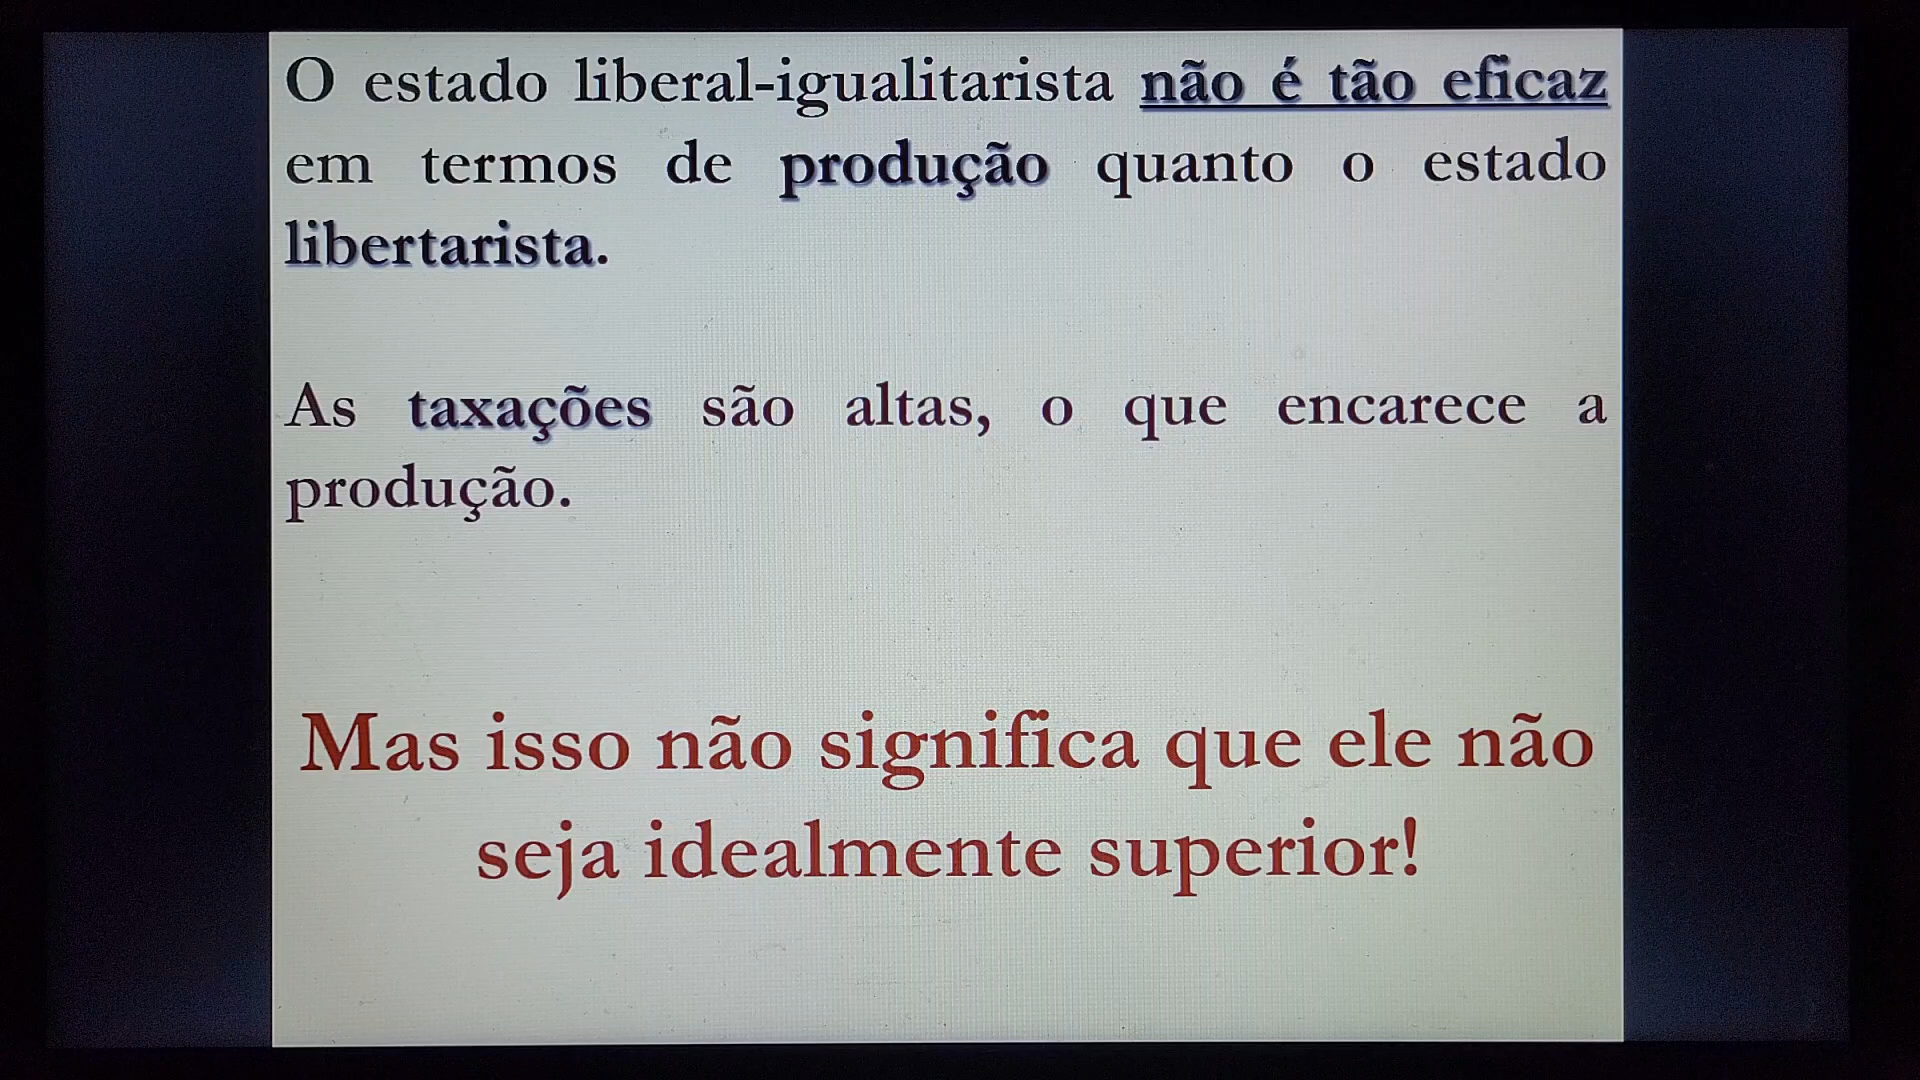 O estado liberal-igualitarista não é tão eficaz
em termos de produção quanto o estado
libertarista.
As taxações são altas, o que encarece a
produção.
Mas isso não significa que ele não
seja idealmente superior!